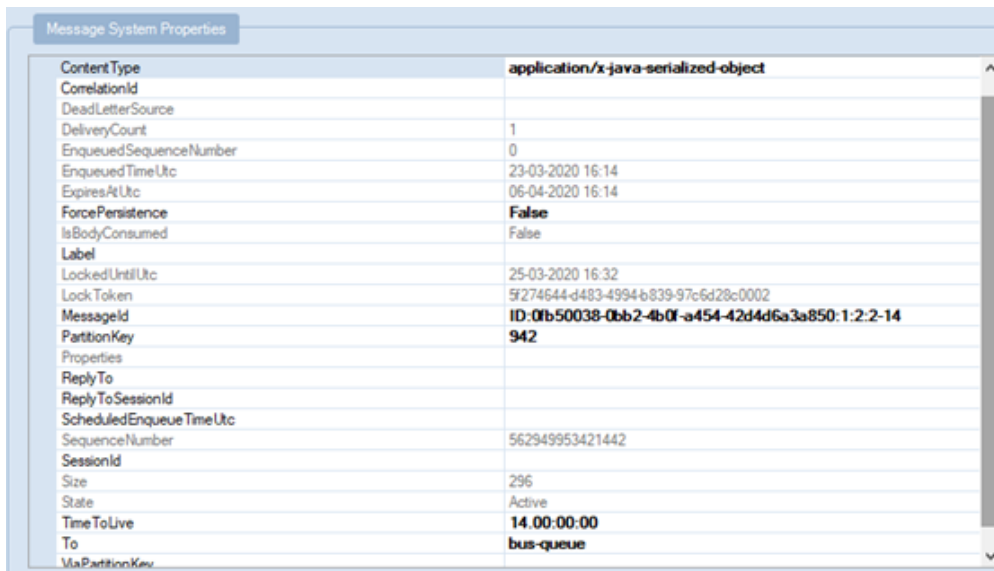 Message System Properties
ContentType application/x-java-serialized-object
CorrelationId
DeadLetterSource
DeliveryCount 1
EnqueuedSequenceNumber 0
EnqueuedTimeUtc 23-03-2020 16:14
ExpiresAtUtc 06-04-2020 16:14
ForcePersistence False
IsBodyConsumed False
Label
LockedUntilUtc 25-03-2020 16:32
LockToken 5f274644-d483-4994-b839-97c6d28c0002
MessageId ID:0fb50038-0bb2-4b0f-a454-42d4d6a3a850:1:2:2-14
PartitionKey 942
Properties
ReplyTo
ReplyToSessionId
ScheduledEnqueueTimeUtc
SequenceNumber 562949953421442
SessionId
Size 296
State Active
TimeToLive 14.00:00:00
To bus-queue
ViaPartitionKey